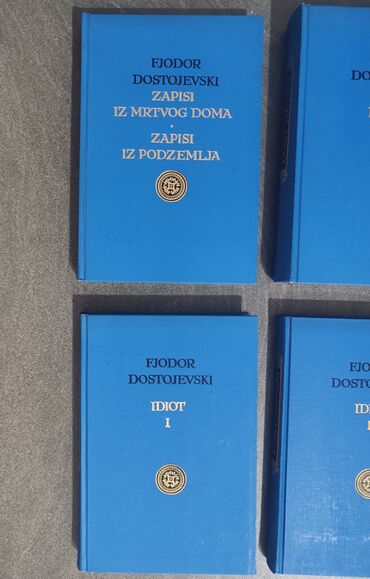 FJODOR
DOSTOJEVSKI
ZAPISI
IZ MRTVOG DOMA
·
ZAPISI
IZ PODZEMLJA
FJODOR
DOSTOJEVSKI
IDIOT
I